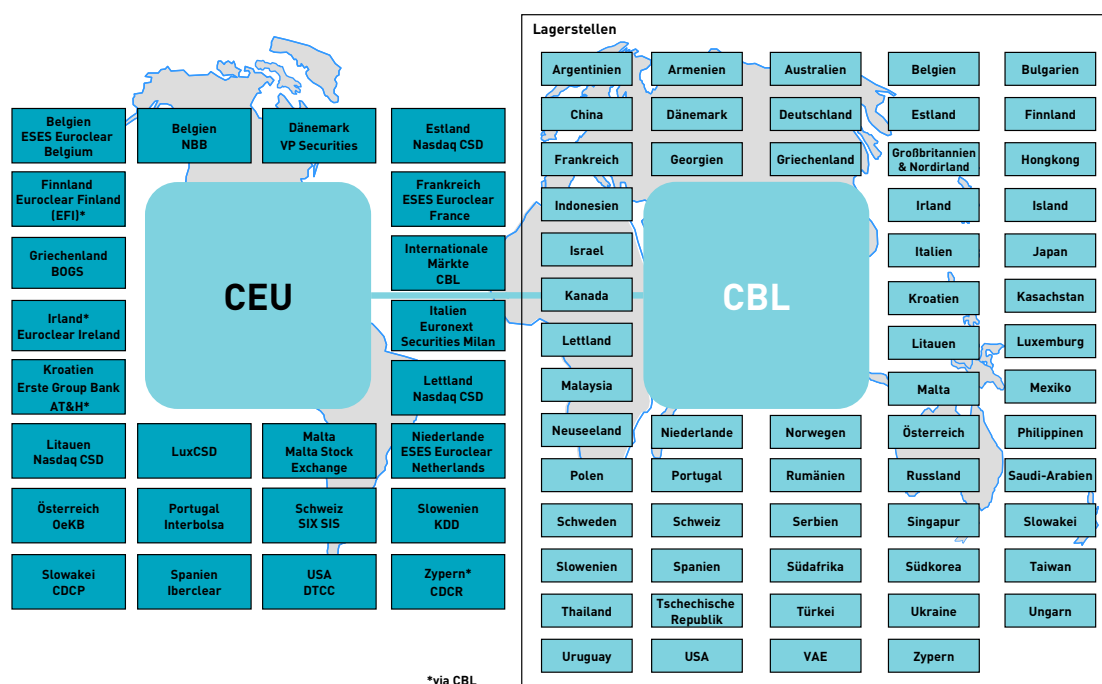 Belgien
ESES Euroclear
Belgium
Belgien
NBB
Dänemark
VP Securities
Estland
Nasdaq CSD
Finnland
Euroclear Finland
(EFI)*
Frankreich
ESES Euroclear
France
Griechenland
BOGS
Internationale
Märkte
CBL
Irland*
Euroclear Ireland
Italien
Euronext
Securities Milan
Kroatien
Erste Group Bank
AT&H*
Lettland
Nasdaq CSD
Litauen
Nasdaq CSD
LuxCSD
Malta
Malta Stock
Exchange
Niederlande
ESES Euroclear
Netherlands
Österreich
OeKB
Portugal
Interbolsa
Schweiz
SIX SIS
Slowenien
KDD
Slowakei
CDCP
Spanien
Iberclear
USA
DTCC
Zypern*
CDCR
CEU
*via CBL
Lagerstellen
Argentinien
Armenien
Australien
Belgien
Bulgarien
China
Dänemark
Deutschland
Estland
Finnland
Frankreich
Georgien
Griechenland
Großbritannien
& Nordirland
Hongkong
Indonesien
Irland
Island
Israel
Italien
Japan
Kanada
CBL
Kroatien
Kasachstan
Lettland
Litauen
Luxemburg
Malaysia
Malta
Mexiko
Neuseeland
Niederlande
Norwegen
Österreich
Philippinen
Polen
Portugal
Rumänien
Russland
Saudi-Arabien
Schweden
Schweiz
Serbien
Singapur
Slowakei
Slowenien
Spanien
Südafrika
Südkorea
Taiwan
Thailand
Tschechische
Republik
Türkei
Ukraine
Ungarn
Uruguay
USA
VAE
Zypern